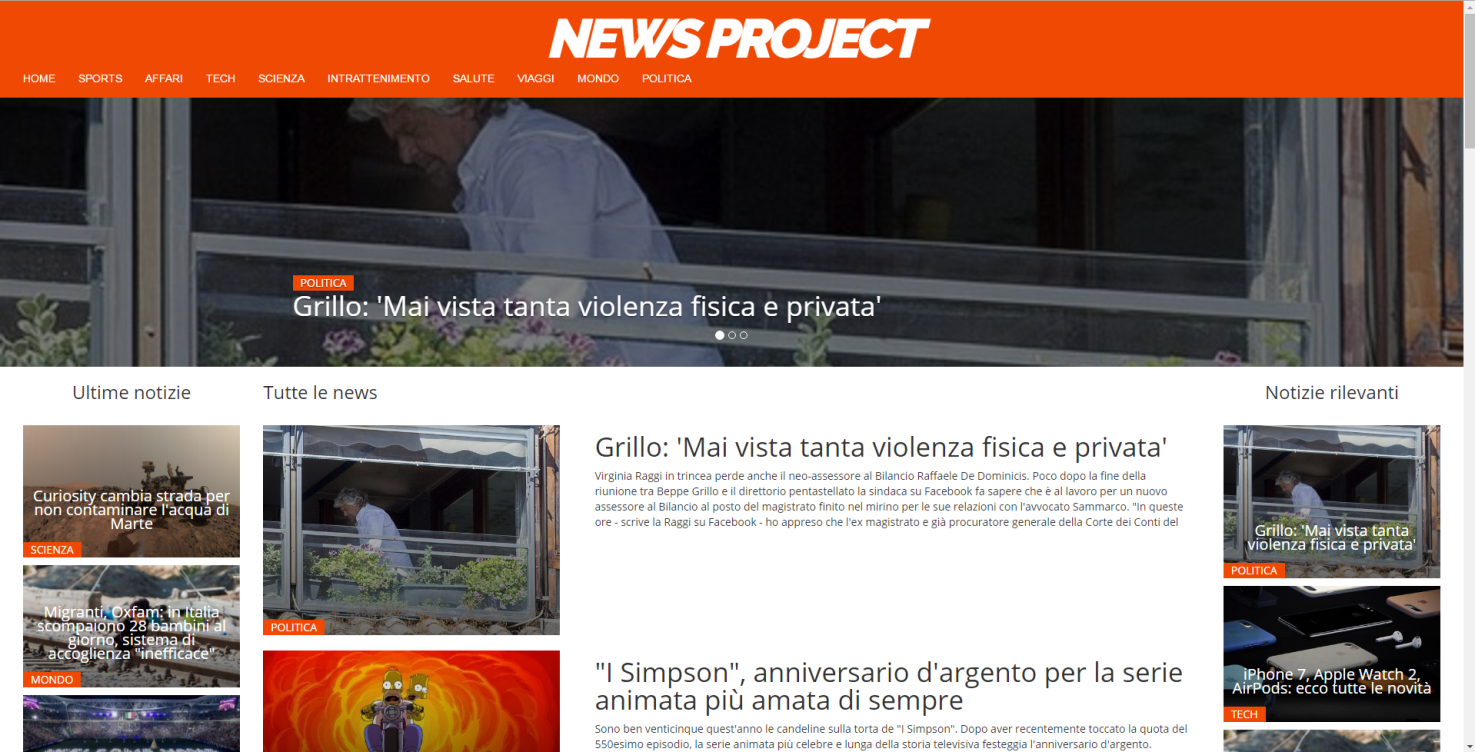 NEWS PROJECT
HOME SPORTS AFFARI TECH SCIENZA INTRATTENIMENTO SALUTE VIAGGI MONDO POLITICA
POLITICA
Grillo: 'Mai vista tanta violenza fisica e privata'
Ultime notizie
Curiosity cambia strada per
non contaminare l'acqua di
Marte
SCIENZA
Migranti, Oxfam: in Italia
scompaiono 28 bambini al
giorno, sistema di
accoglienza "inefficace"
MONDO
Tutte le news
POLITICA
Grillo: 'Mai vista tanta violenza fisica e privata'
Virginia Raggi in trincea perde anche il neo-assessore al Bilancio Raffaele De Dominicis. Poco dopo la fine della
riunione tra Beppe Grillo e il direttorio pentastellato la sindaca su Facebook fa sapere che è al lavoro per un nuovo
assessore al Bilancio al posto del magistrato finito nel mirino per le sue relazioni con l'avvocato Sammarco. "In queste
ore - scrive la Raggi su Facebook - ho appreso che l'ex magistrato e già procuratore generale della Corte dei Conti del
"I Simpson", anniversario d'argento per la serie
animata più amata di sempre
Sono ben venticinque quest'anno le candeline sulla torta de "I Simpson". Dopo aver recentemente toccato la quota del
550esimo episodio, la serie animata più celebre e lunga della storia televisiva festeggia l'anniversario d'argento.
Notizie rilevanti
Grillo: 'Mai vista tanta
violenza fisica e privata'
POLITICA
iPhone 7, Apple Watch 2,
AirPods: ecco tutte le novità
TECH